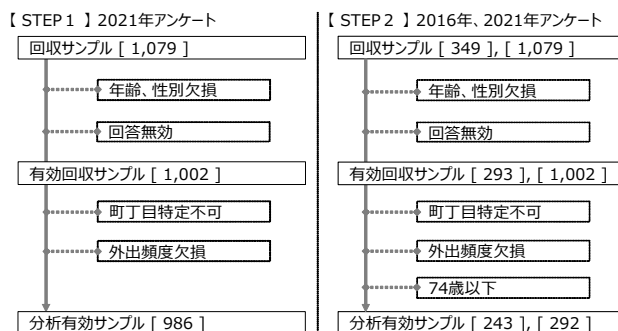 【 STEP1 】2021年アンケート
回収サンプル [ 1,079 ]
年齢、性別欠損
回答無効
有効回収サンプル [ 1,002 ]
町丁目特定不可
外出頻度欠損
分析有効サンプル [ 986 ]
【 STEP2 】2016年、2021年アンケート
回収サンプル [ 349 ], [ 1,079 ]
年齢、性別欠損
回答無効
有効回収サンプル [ 293 ], [ 1,002 ]
町丁目特定不可
外出頻度欠損
74歳以下
分析有効サンプル [ 243 ], [ 292 ]